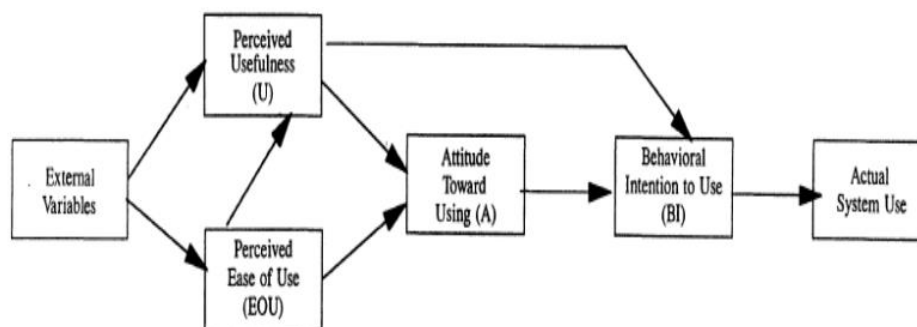 Perceived
Usefulness
(U)
External
Variables
Perceived
Ease of Use
(EOU)
Attitude
Toward
Using (A)
Behavioral
Intention to Use
(BI)
Actual
System Use